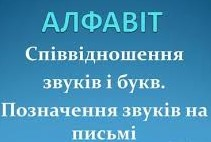 АЛФАВІТ
Співвідношення
звуків і букв.
Позначення звуків на
письмі